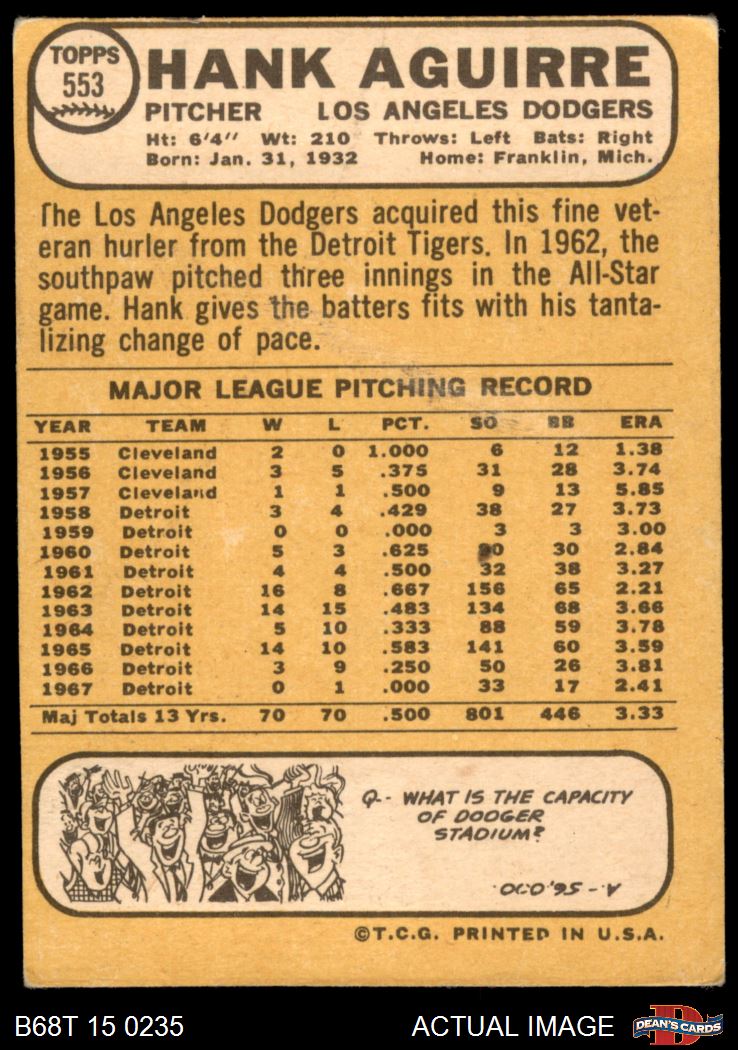 TOPPS
553
HANK AGUIRRE
PITCHER LOS ANGELES DODGERS
Ht: 6'4'' Wt: 210 Throws: Left Bats: Right
Born: Jan. 31, 1932 Home: Franklin, Mich.
The Los Angeles Dodgers acquired this fine vet-
eran hurler from the Detroit Tigers. In 1962, the
southpaw pitched three innings in the All-Star
game. Hank gives the batters fits with his tanta-
lizing change of pace.
MAJOR LEAGUE PITCHING RECORD
YEAR TEAM W L PCT. SO BB ERA
1955 Cleveland 2 0 1.000 6 12 1.38
1956 Cleveland 3 5 .375 31 28 3.74
1957 Cleveland 1 1 .500 9 13 5.85
1958 Detroit 3 4 .429 38 27 3.73
1959 Detroit 0 0 .000 3 3 3.00
1960 Detroit 5 3 .625 30 2.84
1961 Detroit 4 4 .500 32 38 3.27
1962 Detroit 16 8 .667 156 65 2.21
1963 Detroit 14 15 .483 134 68 3.66
1964 Detroit 5 10 .333 88 59 3.78
1965 Detroit 14 10 .583 141 60 3.59
1966 Detroit 3 9 .250 50 26 3.81
1967 Detroit 0 1 .000 33 17 2.41
Maj Totals 13 Yrs. 70 70 .500 801 446 3.33
Q-- WHAT IS THE CAPACITY
OF DODGER
STADIUM?
A--56,000.
©T.C.G. PRINTED IN U.S.A.
B68T 15 0235 ACTUAL IMAGE DEAN'S CARDS